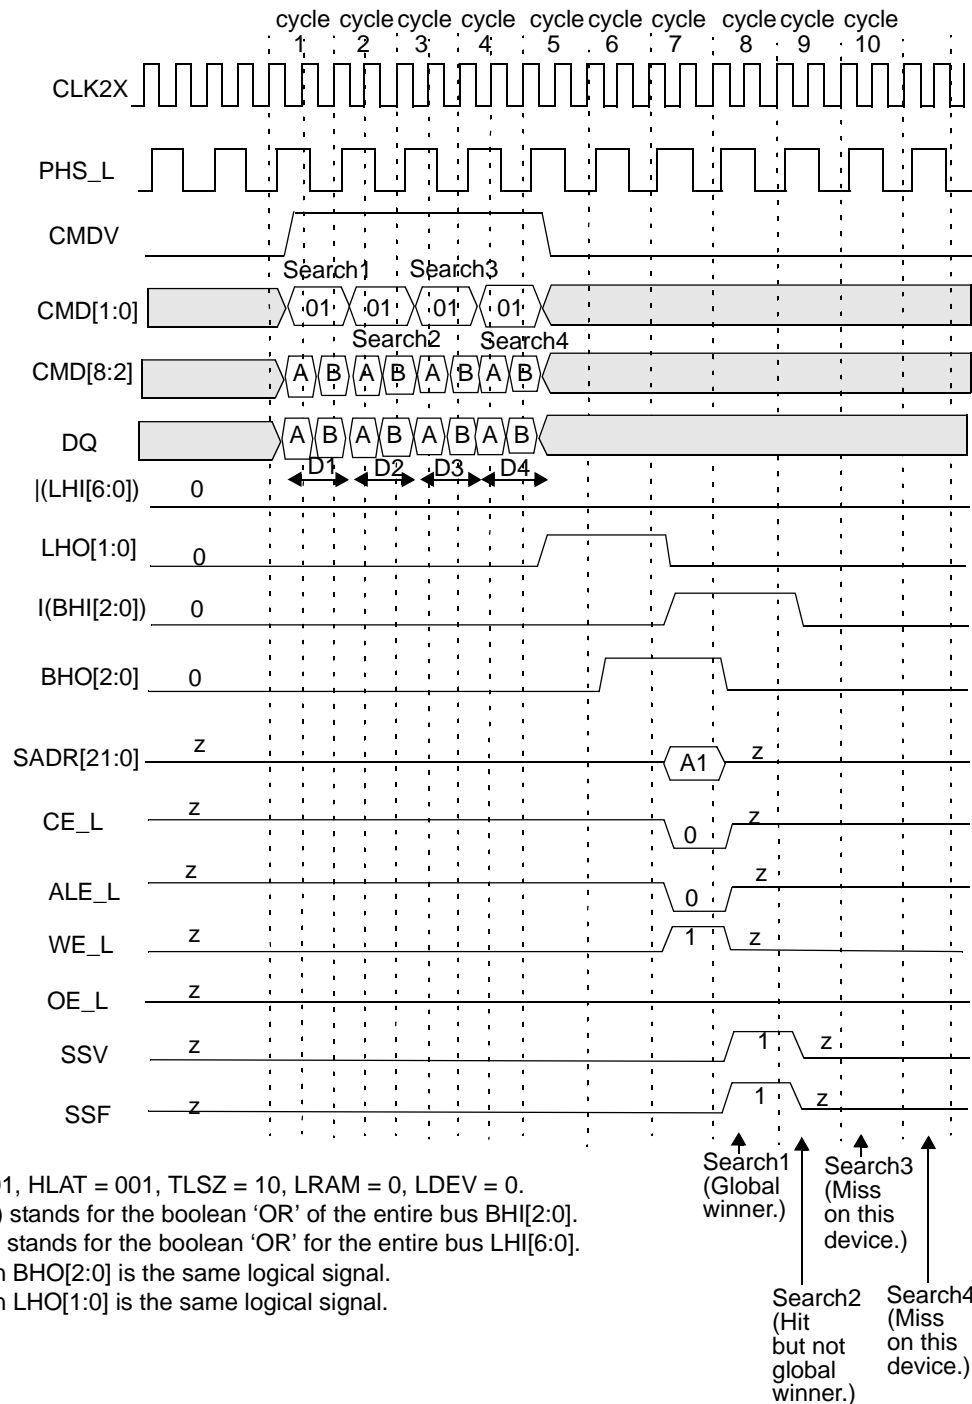 cycle cycle cycle cycle cycle cycle cycle cycle cycle cycle
1 2 3 4 5 6 7 8 9 10
CLK2X
PHS_L
CMDV
Search1 Search3
CMD[1:0] 01 01 01 01
Search2 Search4
CMD[8:2] A B A B A B A B
DQ A B A B A B A B
D1 D2 D3 D4
|(LHI[6:0]) 0
LHO[1:0] 0
I(BHI[2:0]) 0
BHO[2:0] 0
SADR[21:0] z A1 z
CE_L z 0 z
ALE_L z 0 z
WE_L z 1 z
OE_L z
SSV z 1 z
SSF z 1 z
Search1
(Global
winner.)
Search3
(Miss
on this
device.)
Search2
(Hit
but not
global
winner.)
Search4
(Miss
on this
device.)
1, HLAT = 001, TLSZ = 10, LRAM = 0, LDEV = 0.
) stands for the boolean ‘OR’ of the entire bus BHI[2:0].
stands for the boolean ‘OR’ for the entire bus LHI[6:0].
n BHO[2:0] is the same logical signal.
n LHO[1:0] is the same logical signal.